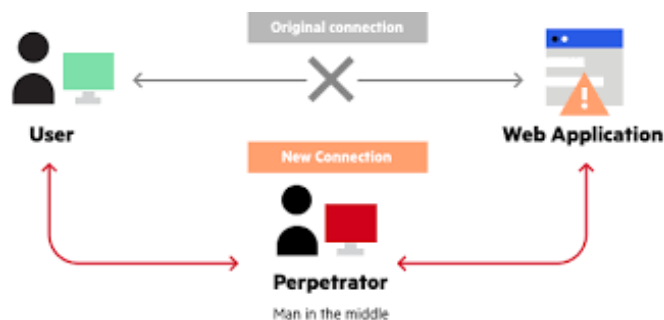 Original connection
User
Web Application
New Connection
Perpetrator
Man in the middle